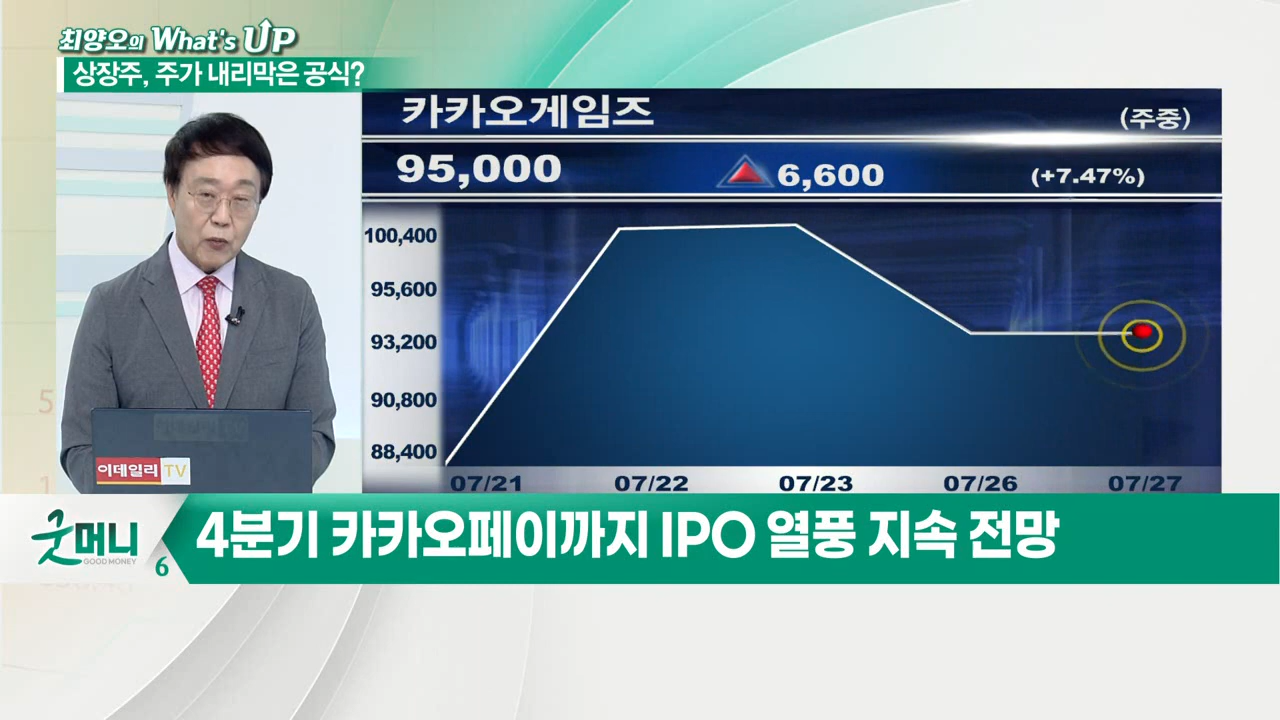 최양오의 What's UP
상장주, 주가 내리막은 공식?
카카오게임즈
(주중)
95,000
6,600
(+7.47%)
100,400
95,600
93,200
90,800
88,400
07/21
07/22
07/23
07/26
07/27
이데일리 TV
굿머니
GOOD MONEY
6
4분기 카카오페이까지 IPO 열풍 지속 전망
5
1